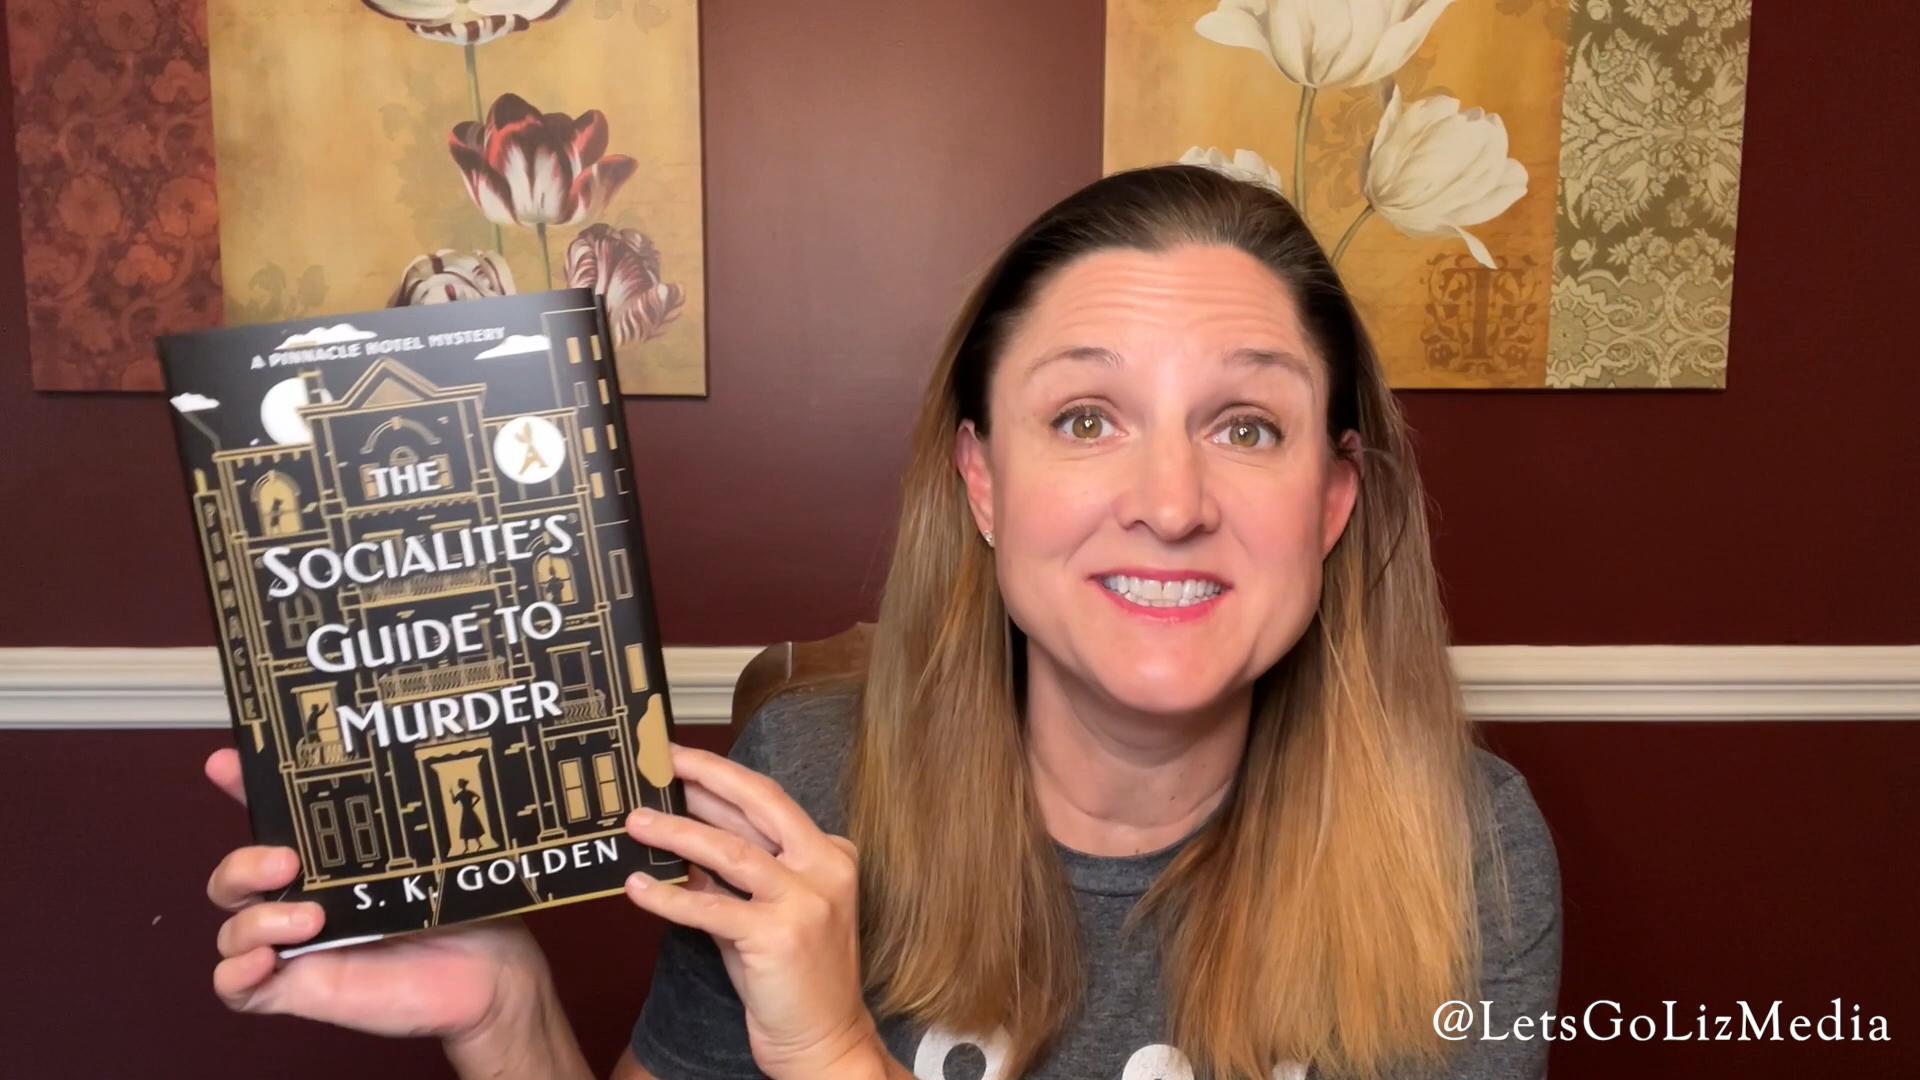 A PINNACLE HOTEL MYSTERY
THE
SOCIALITE'S
GUIDE TO
MURDER
PINNACLE
S. K. GOLDEN
T
@LetsGoLizMedia